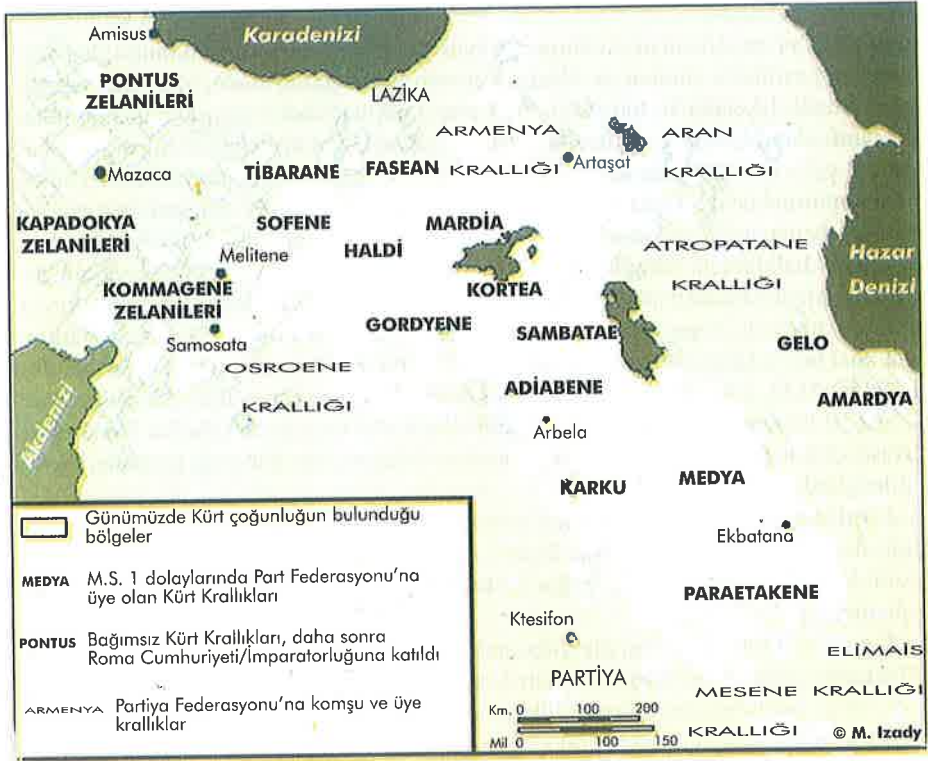 Amisus
Karadenizi
PONTUS
ZELANİLERİ
LAZİKA
ARMENYA
KRALLIĞI
Artaşat
ARAN
KRALLIĞI
Mazaca
TİBARANE
FASEAN
KAPADOKYA
ZELANİLERİ
SOFENE
HALDİ
MARDİA
Melitene
KOMMAGENE
ZELANİLERİ
KORTEA
ATROPATANE
KRALLIĞI
Hazar
Denizi
Samosata
GORDYENE
SAMBATAE
GELO
OSROENE
KRALLIĞI
ADIABENE
AMARDYA
Akdenizi
Arbela
KARKU
MEDYA
Ekbatana
PARAETAKENE
Ktesifon
PARTİYA
ELİMAİS
KRALLIĞI
MESENE
KRALLIĞI
Günümüzde Kürt çoğunluğun bulunduğu
bölgeler
MEDYA M.S. 1 dolaylarında Part Federasyonu'na
üye olan Kürt Krallıkları
PONTUS Bağımsız Kürt Krallıkları, daha sonra
Roma Cumhuriyeti/İmparatorluğuna katıldı
ARMENYA Partiya Federasyonu'na komşu ve üye
krallıklar
Km. 0 100 200
Mil 0 100 150
© M. Izady